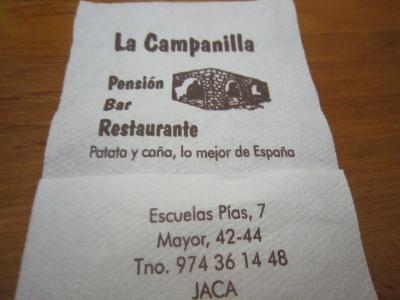 La Campanilla
Pensión
Bar
Restaurante
Patata y caña, lo mejor de España
Escuelas Pías, 7
Mayor, 42-44
Tno. 974 36 14 48
JACA